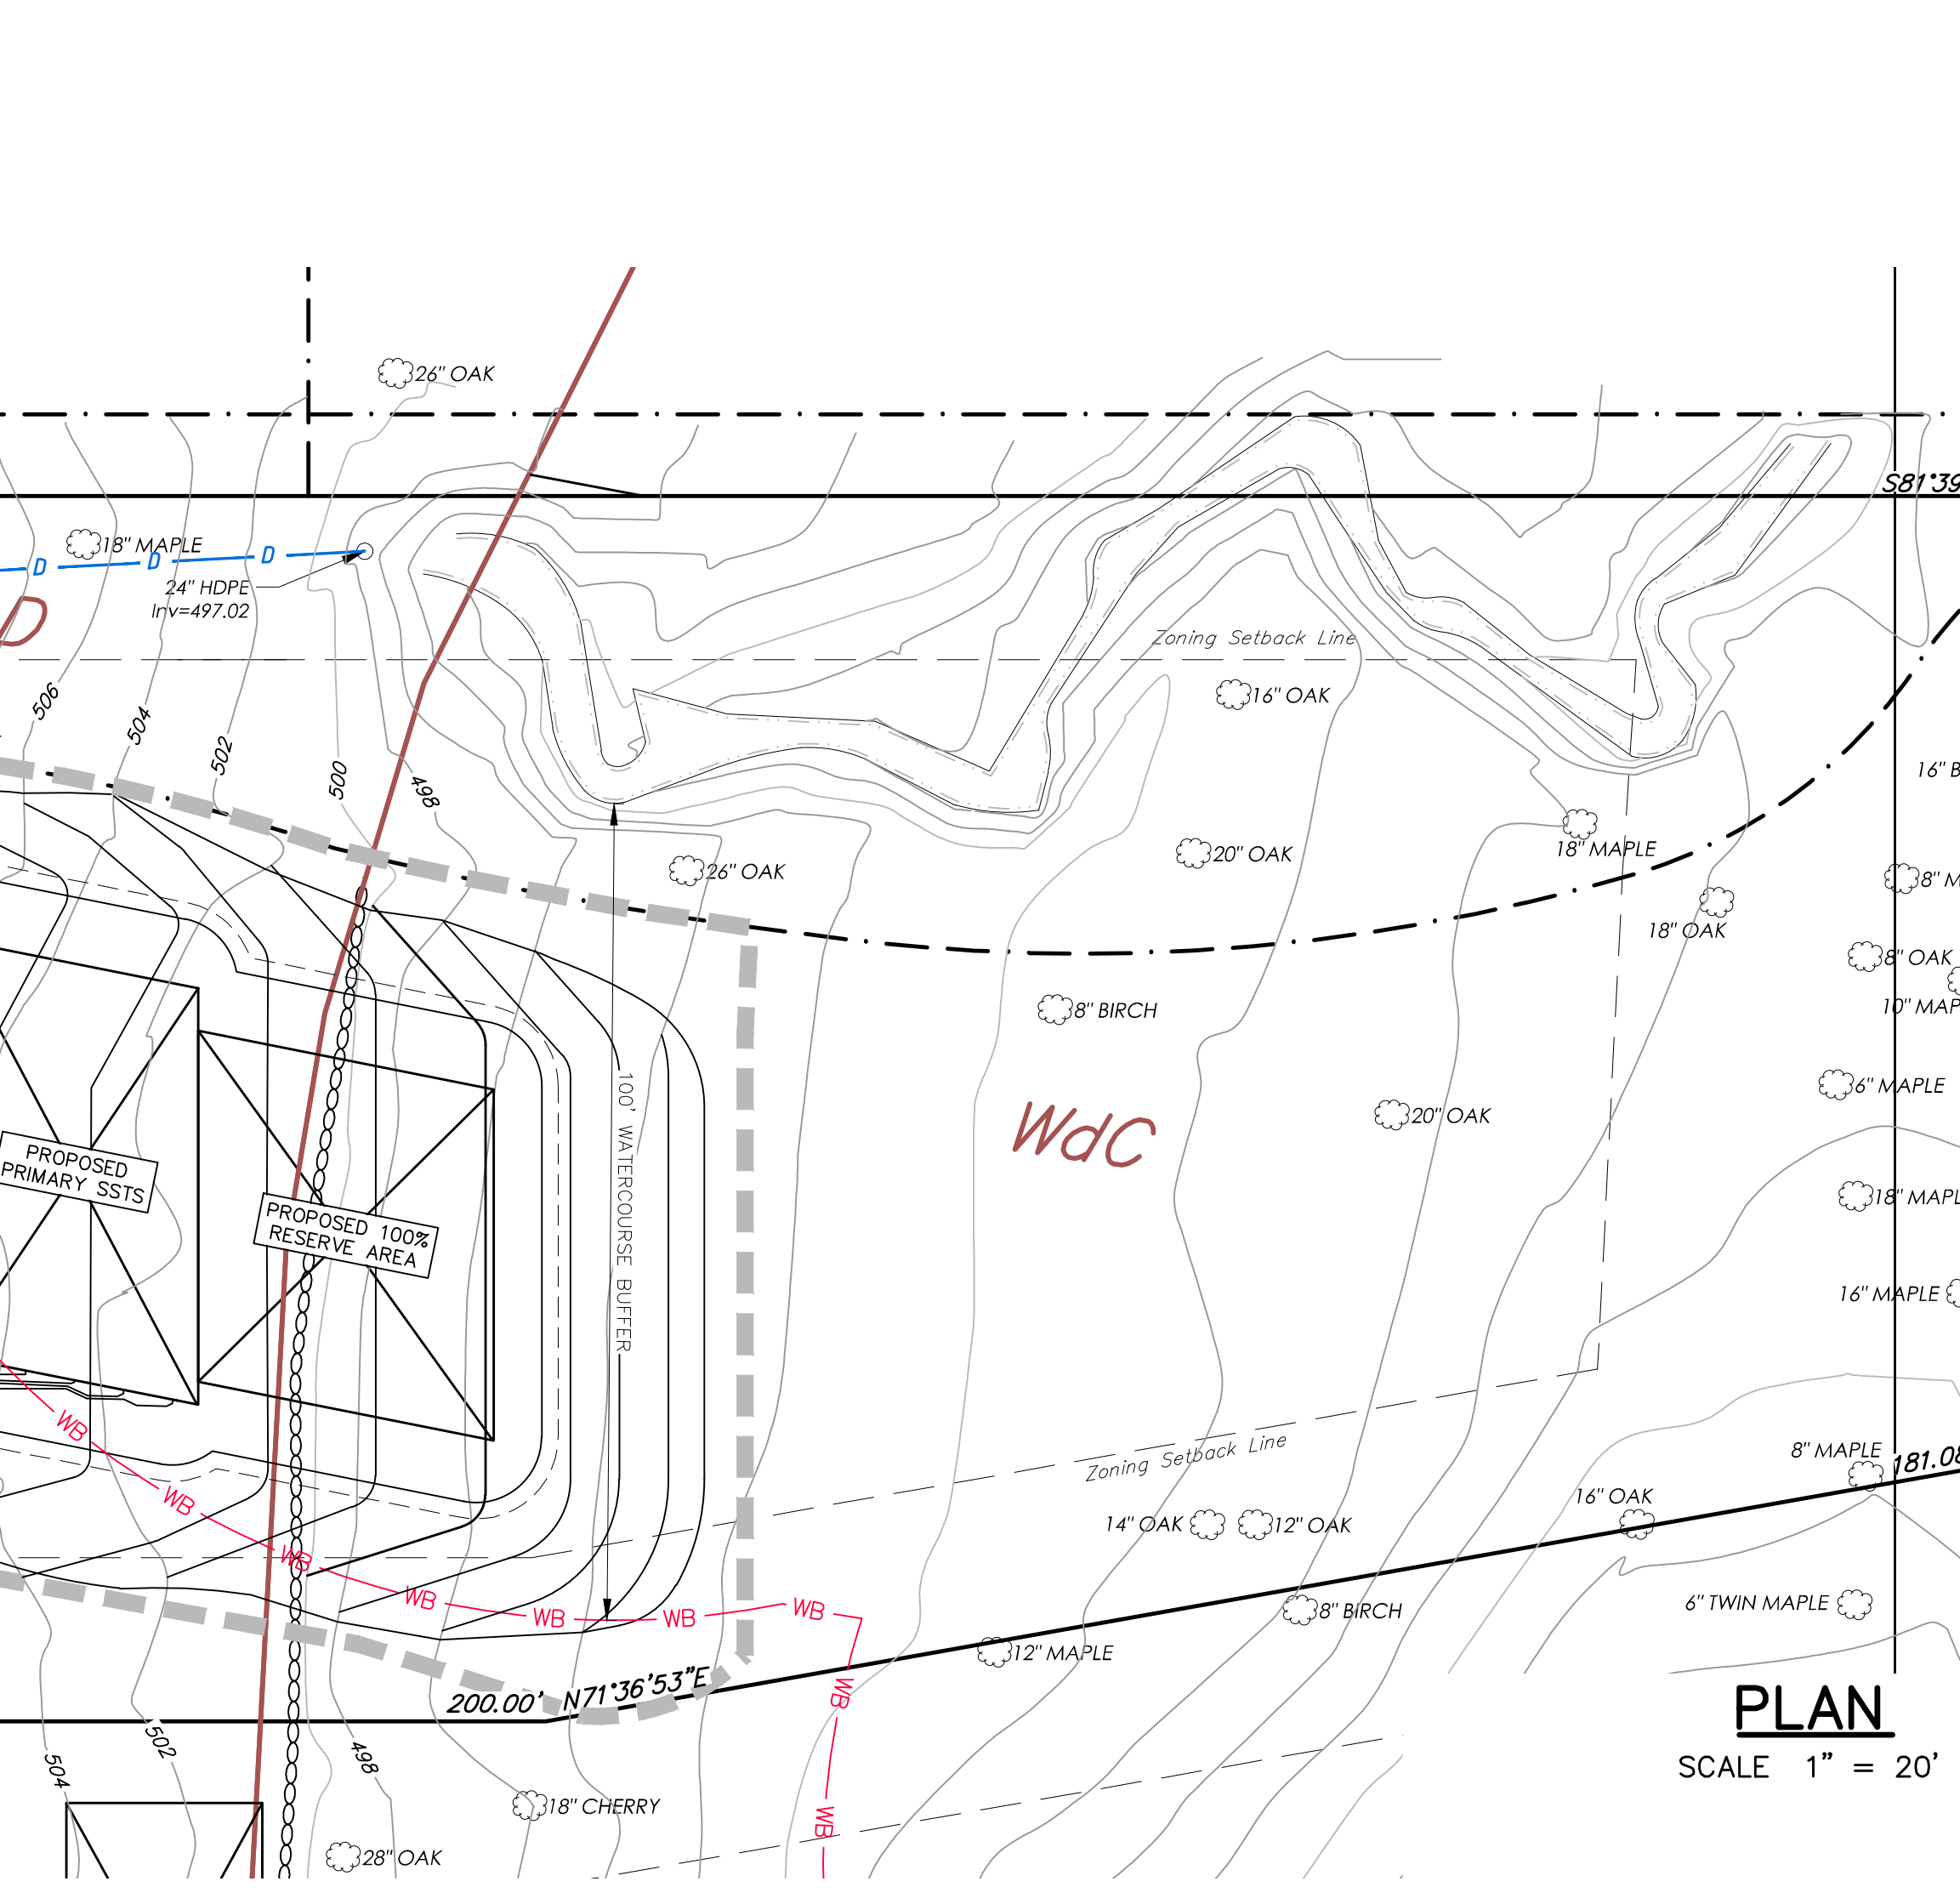 26" OAK
S81°39
18" MAPLE
D D D
24" HDPE
Inv=497.02
D
Zoning Setback Line
506
504
502
500
498
16" OAK
16" B
18" MAPLE
20" OAK
26" OAK
8" M
18" OAK
8" OAK
10" MAP
8" BIRCH
6" MAPLE
20" OAK
WdC
100' WATERCOURSE BUFFER
PROPOSED
PRIMARY SSTS
PROPOSED 100%
RESERVE AREA
18" MAPL
16" MAPLE
WB
WB
WB
WB
WB
WB
WB
WB
WB
Zoning Setback Line
8" MAPLE
181.08
16" OAK
14" OAK
12" OAK
8" BIRCH
6" TWIN MAPLE
12" MAPLE
200.00' N71°36'53"E
504
502
498
18" CHERRY
28" OAK
PLAN
SCALE 1" = 20'